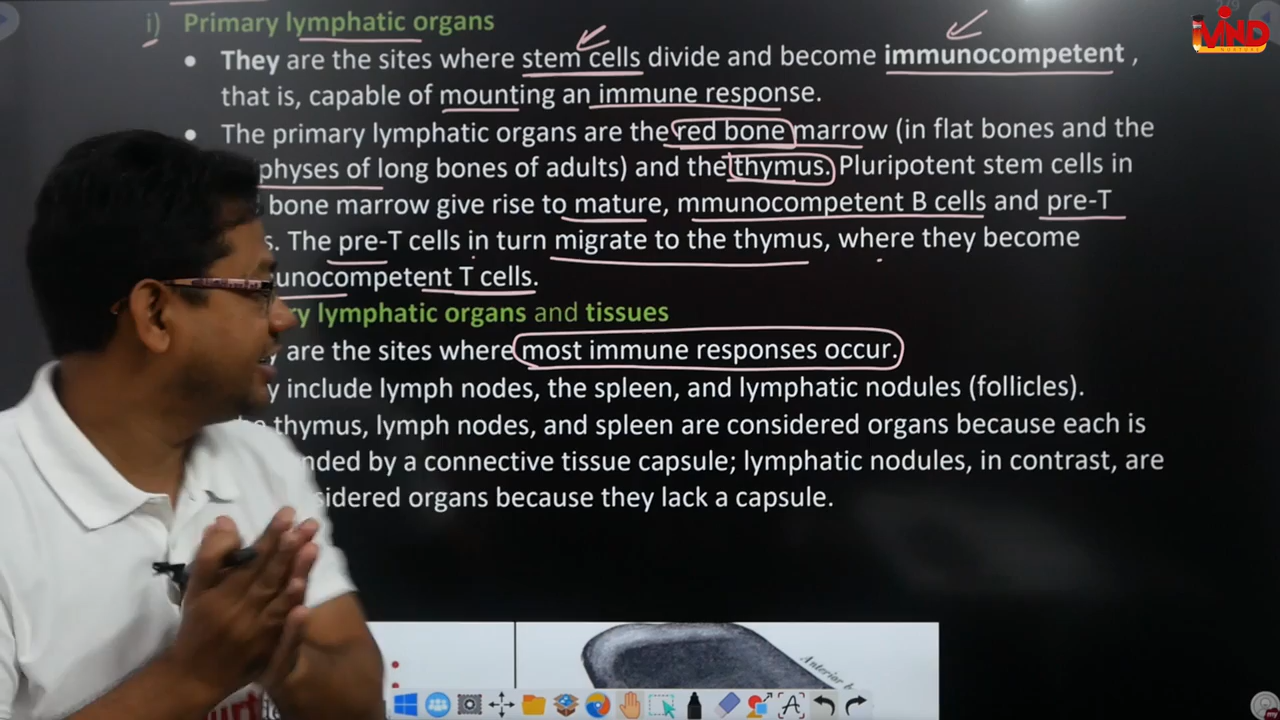 i) Primary lymphatic organs
• They are the sites where stem cells divide and become immunocompetent ,
that is, capable of mounting an immune response.
• The primary lymphatic organs are the red bone marrow (in flat bones and the
physes of long bones of adults) and the thymus. Pluripotent stem cells in
bone marrow give rise to mature, mmunocompetent B cells and pre-T
s. The pre-T cells in turn migrate to the thymus, where they become
unocompetent T cells.
ry lymphatic organs and tissues
y are the sites where most immune responses occur.
y include lymph nodes, the spleen, and lymphatic nodules (follicles).
thymus, lymph nodes, and spleen are considered organs because each is
nded by a connective tissue capsule; lymphatic nodules, in contrast, are
sidered organs because they lack a capsule.
Anterior
MIND